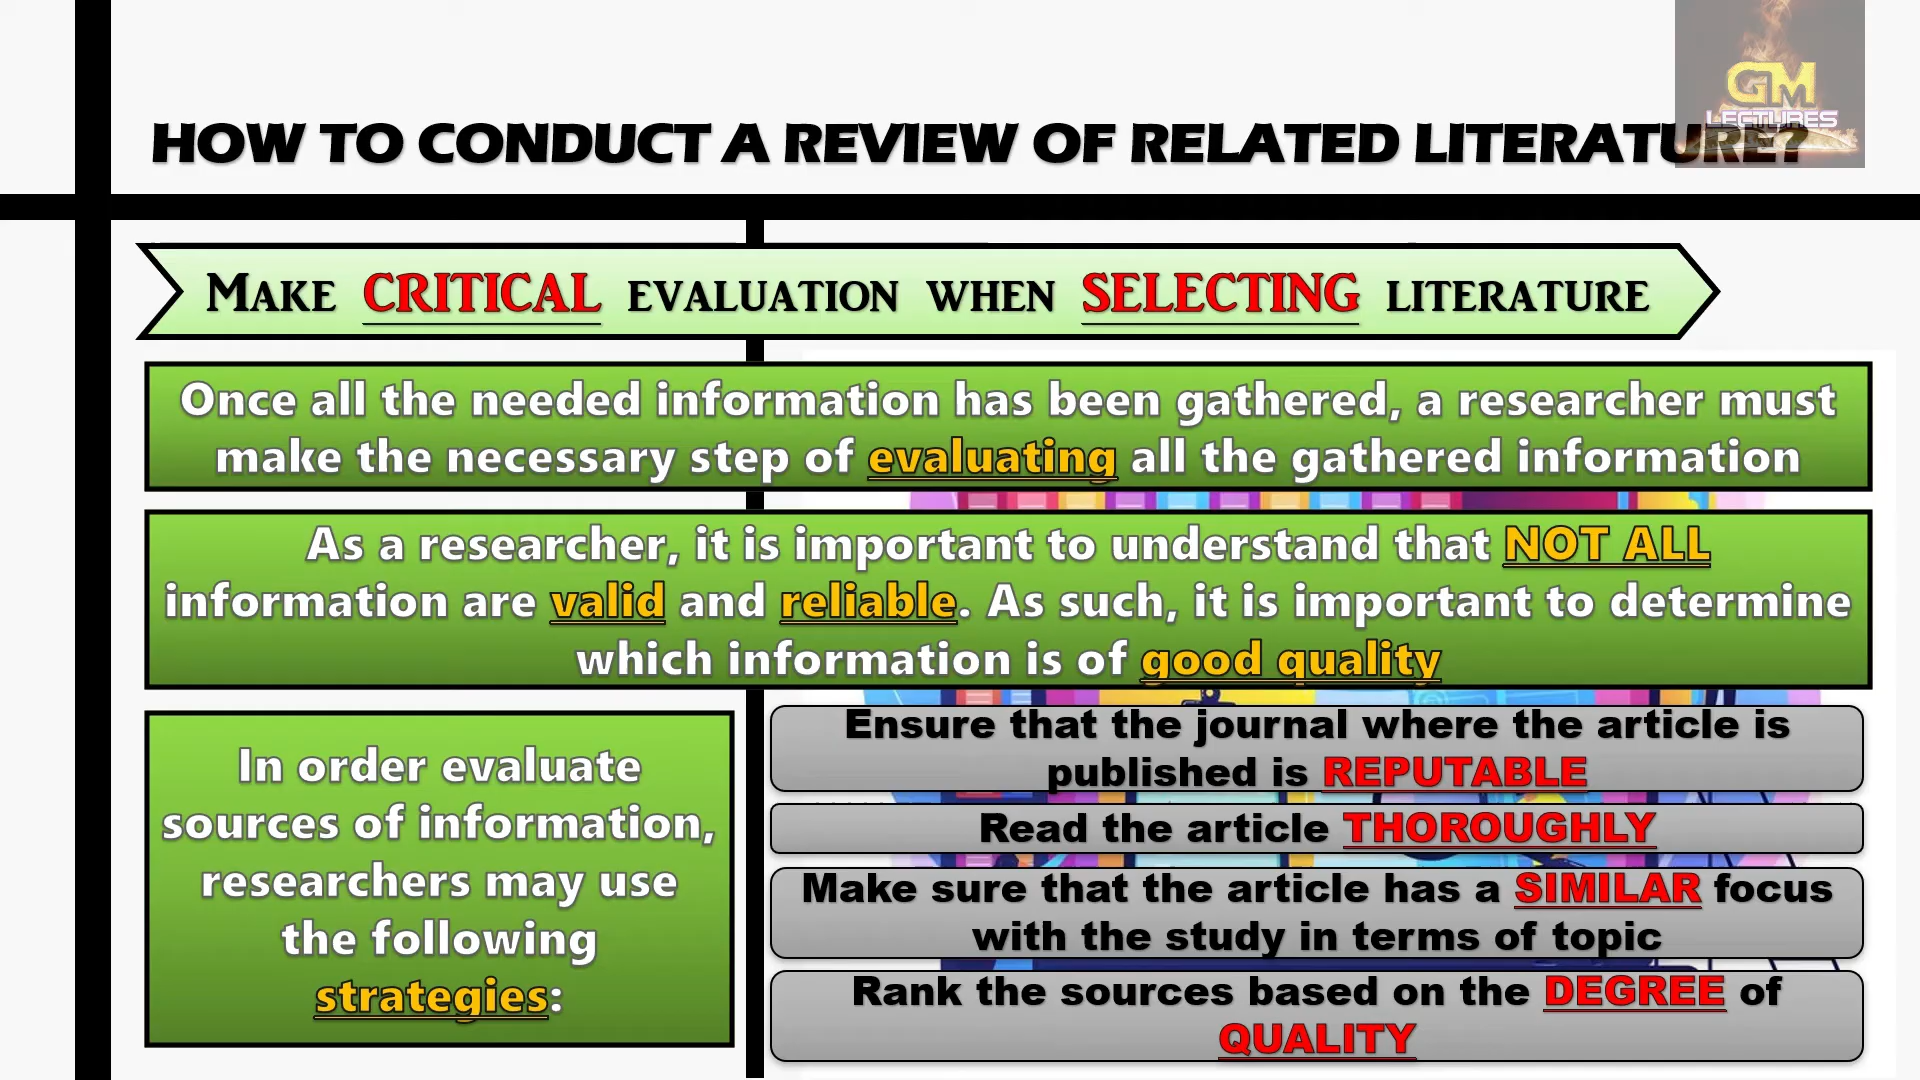 GM
LECTURES
HOW TO CONDUCT A REVIEW OF RELATED LITERATURE?
MAKE CRITICAL EVALUATION WHEN SELECTING LITERATURE
Once all the needed information has been gathered, a researcher must
make the necessary step of evaluating all the gathered information
As a researcher, it is important to understand that NOT ALL
information are valid and reliable. As such, it is important to determine
which information is of good quality
In order evaluate
sources of information,
researchers may use
the following
strategies:
Ensure that the journal where the article is
published is REPUTABLE
Read the article THOROUGHLY
Make sure that the article has a SIMILAR focus
with the study in terms of topic
Rank the sources based on the DEGREE of
QUALITY